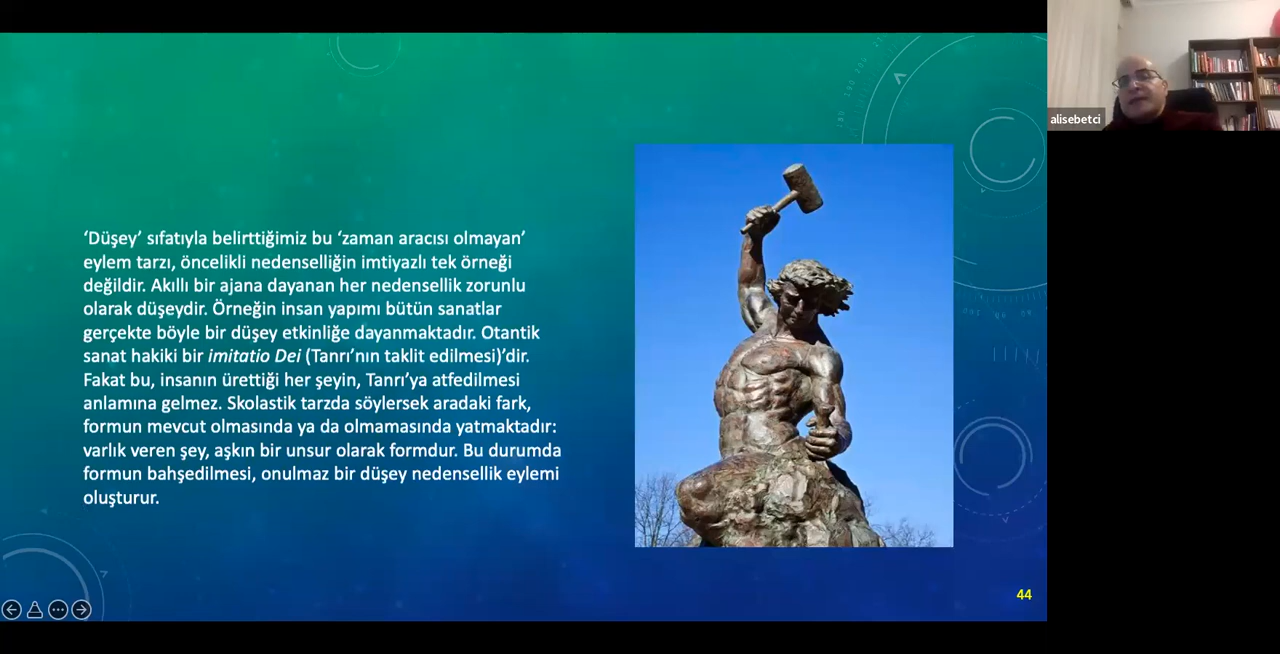 ‘Düşey’ sıfatıyla belirttiğimiz bu ‘zaman aracısı olmayan’
eylem tarzı, öncelikli nedenselliğin imtiyazlı tek örneği
değildir. Akıllı bir ajana dayanan her nedensellik zorunlu
olarak düşeydir. Örneğin insan yapımı bütün sanatlar
gerçekte böyle bir düşey etkinliğe dayanmaktadır. Otantik
sanat hakiki bir imitatio Dei (Tanrı’nın taklit edilmesi)’dir.
Fakat bu, insanın ürettiği her şeyin, Tanrı’ya atfedilmesi
anlamına gelmez. Skolastik tarzda söylersek aradaki fark,
formun mevcut olmasında ya da olmamasında yatmaktadır:
varlık veren şey, aşkın bir unsur olarak formdur. Bu durumda
formun bahşedilmesi, onulmaz bir düşey nedensellik eylemi
oluşturur.
44
alisebetci